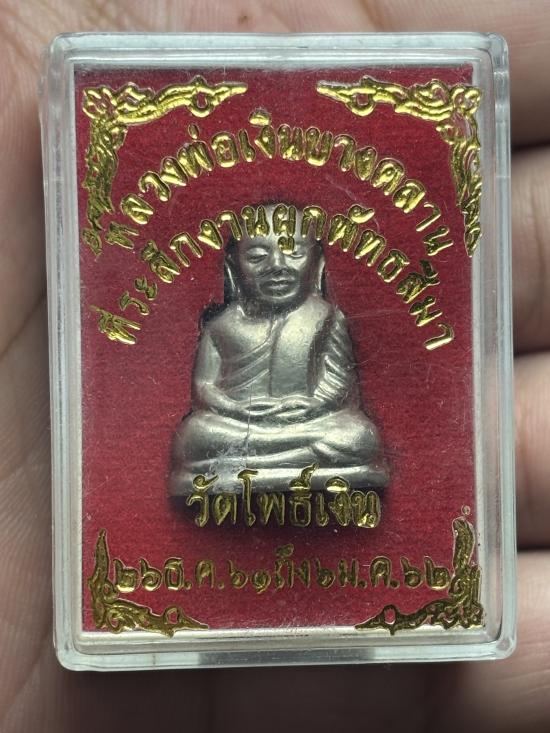 หลวงพ่อเงินบางคลาน
ที่ระลึกงานผูกพัทธสีมา
วัดโพธิ์เงิน
๒๖ธ.ค.๖๑ถึง๖ม.ค.๖๒